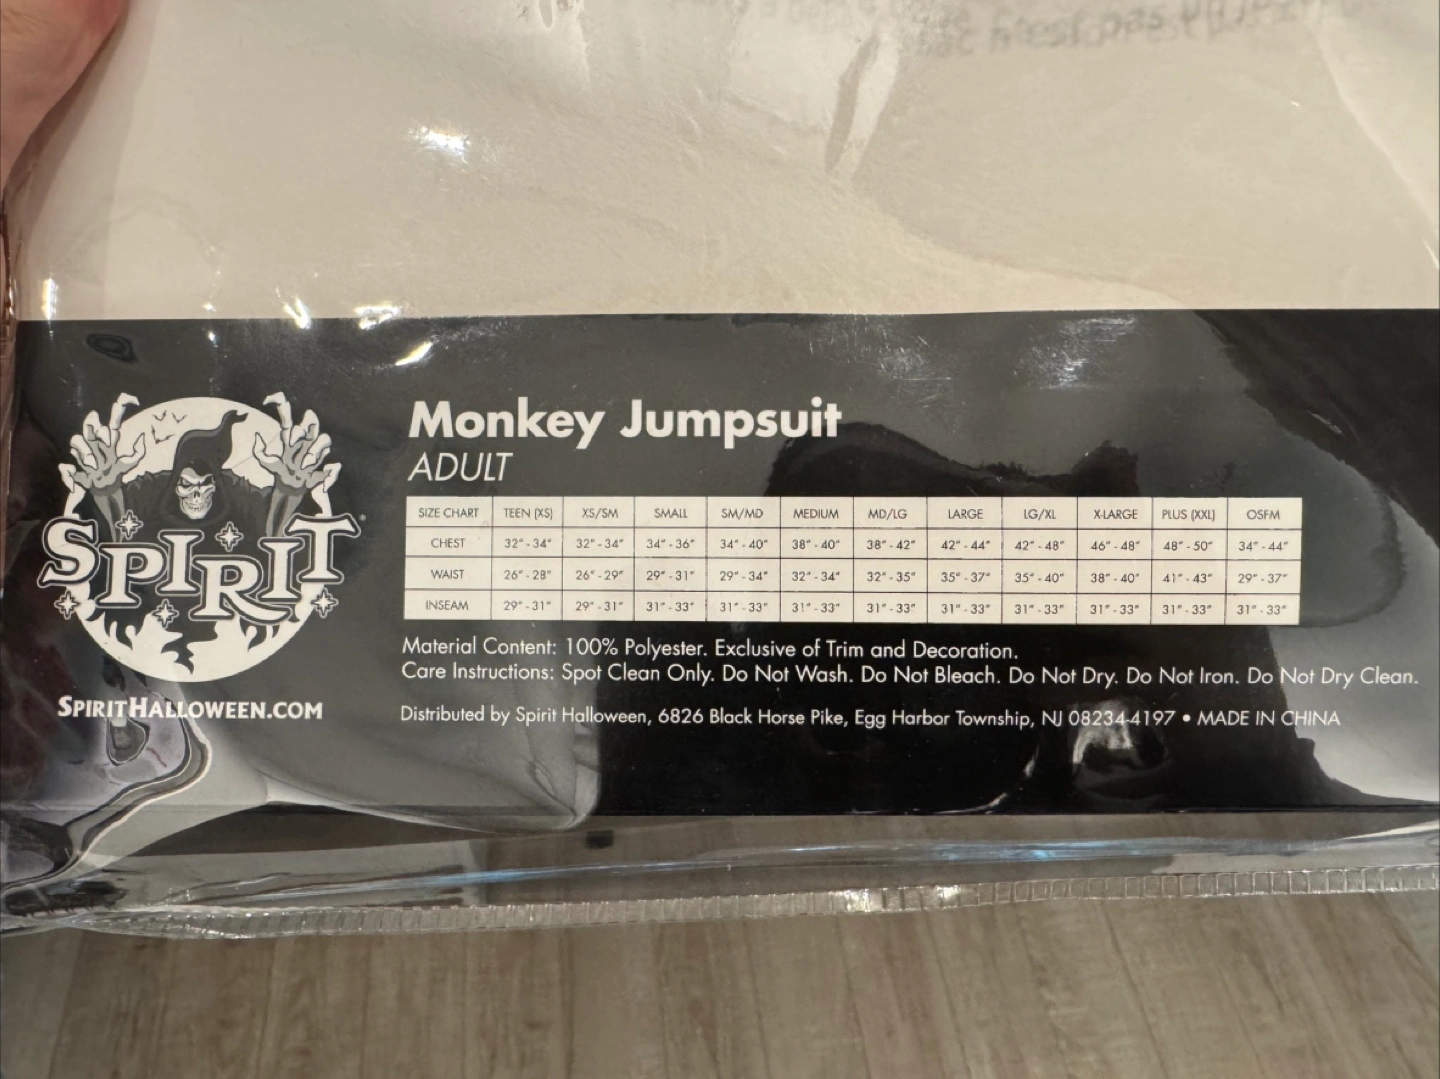 Monkey Jumpsuit
ADULT
SIZE CHART TEEN (XS) XS/SM SMALL SM/MD MEDIUM MD/LG LARGE LG/XL X-LARGE PLUS (XXL) OSFM
CHEST 32" - 34" 32" - 34" 34" - 36" 34" - 40" 38" - 40" 38" - 42" 42" - 44" 42" - 48" 46" - 48" 48" - 50" 34" - 44"
WAIST 26" - 28" 26" - 29" 29" - 31" 29" - 34" 32" - 34" 32" - 35" 35" - 37" 35" - 40" 38" - 40" 41" - 43" 29" - 37"
INSEAM 29" - 31" 29" - 31" 31" - 33" 31" - 33" 31" - 33" 31" - 33" 31" - 33" 31" - 33" 31" - 33" 31" - 33" 31" - 33"
SPIRIT
SPIRITHALLOWEEN.COM
Material Content: 100% Polyester. Exclusive of Trim and Decoration.
Care Instructions: Spot Clean Only. Do Not Wash. Do Not Bleach. Do Not Dry. Do Not Iron. Do Not Dry Clean.
Distributed by Spirit Halloween, 6826 Black Horse Pike, Egg Harbor Township, NJ 08234-4197 • MADE IN CHINA